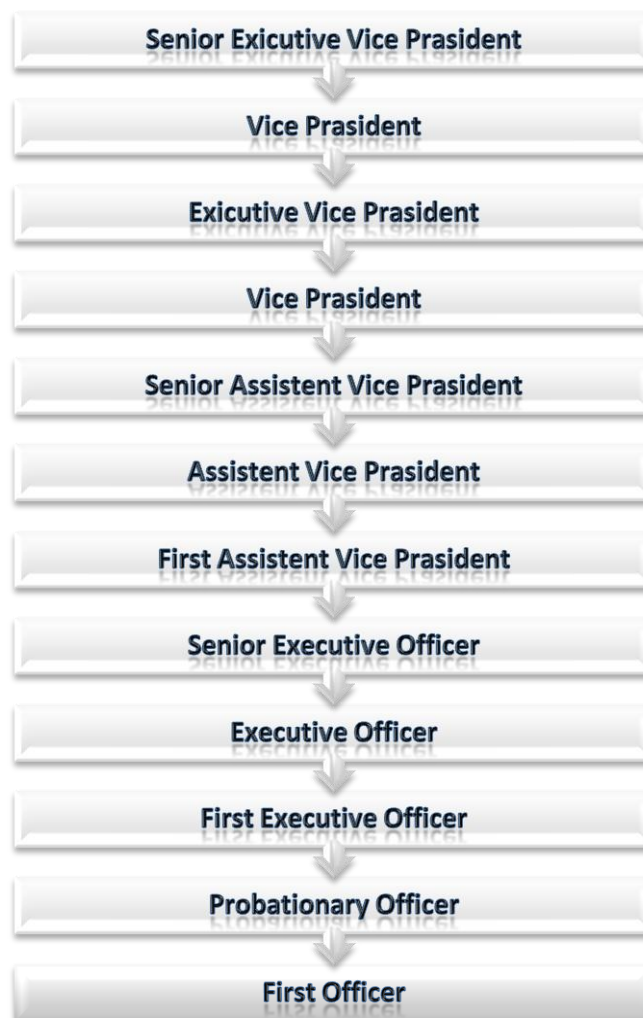 Senior Exicutive Vice Prasident
Vice Prasident
Exicutive Vice Prasident
Vice Prasident
Senior Assistent Vice Prasident
Assistent Vice Prasident
First Assistent Vice Prasident
Senior Executive Officer
Executive Officer
First Executive Officer
Probationary Officer
First Officer